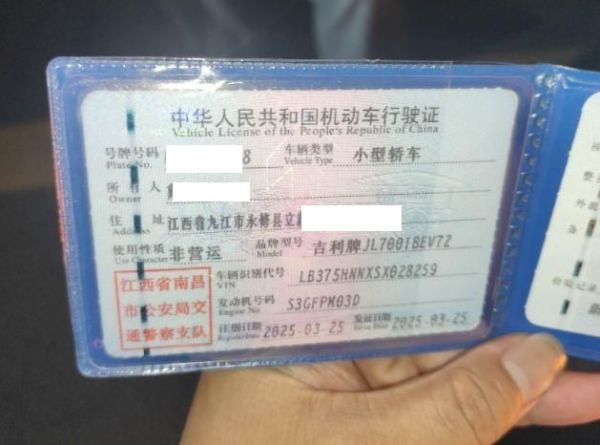 中华人民共和国机动车行驶证
Vehicle License of the People's Republic of China
号牌号码 8 车辆类型 小型轿车
Plate No. Vehicle Type
所有人
Owner
住址 江西省九江市永修县立
Address
使用性质 非营运 品牌型号 吉利牌JL7001BEV72
Use Character Model
江西省南昌市公安局交通警察支队
车辆识别代号 LB375HNNXSX028259
VIN
发动机号码 S3GFPM03D
Engine No.
注册日期 2025-03-25 发证日期 2025-03-25
Register Date Issue Date